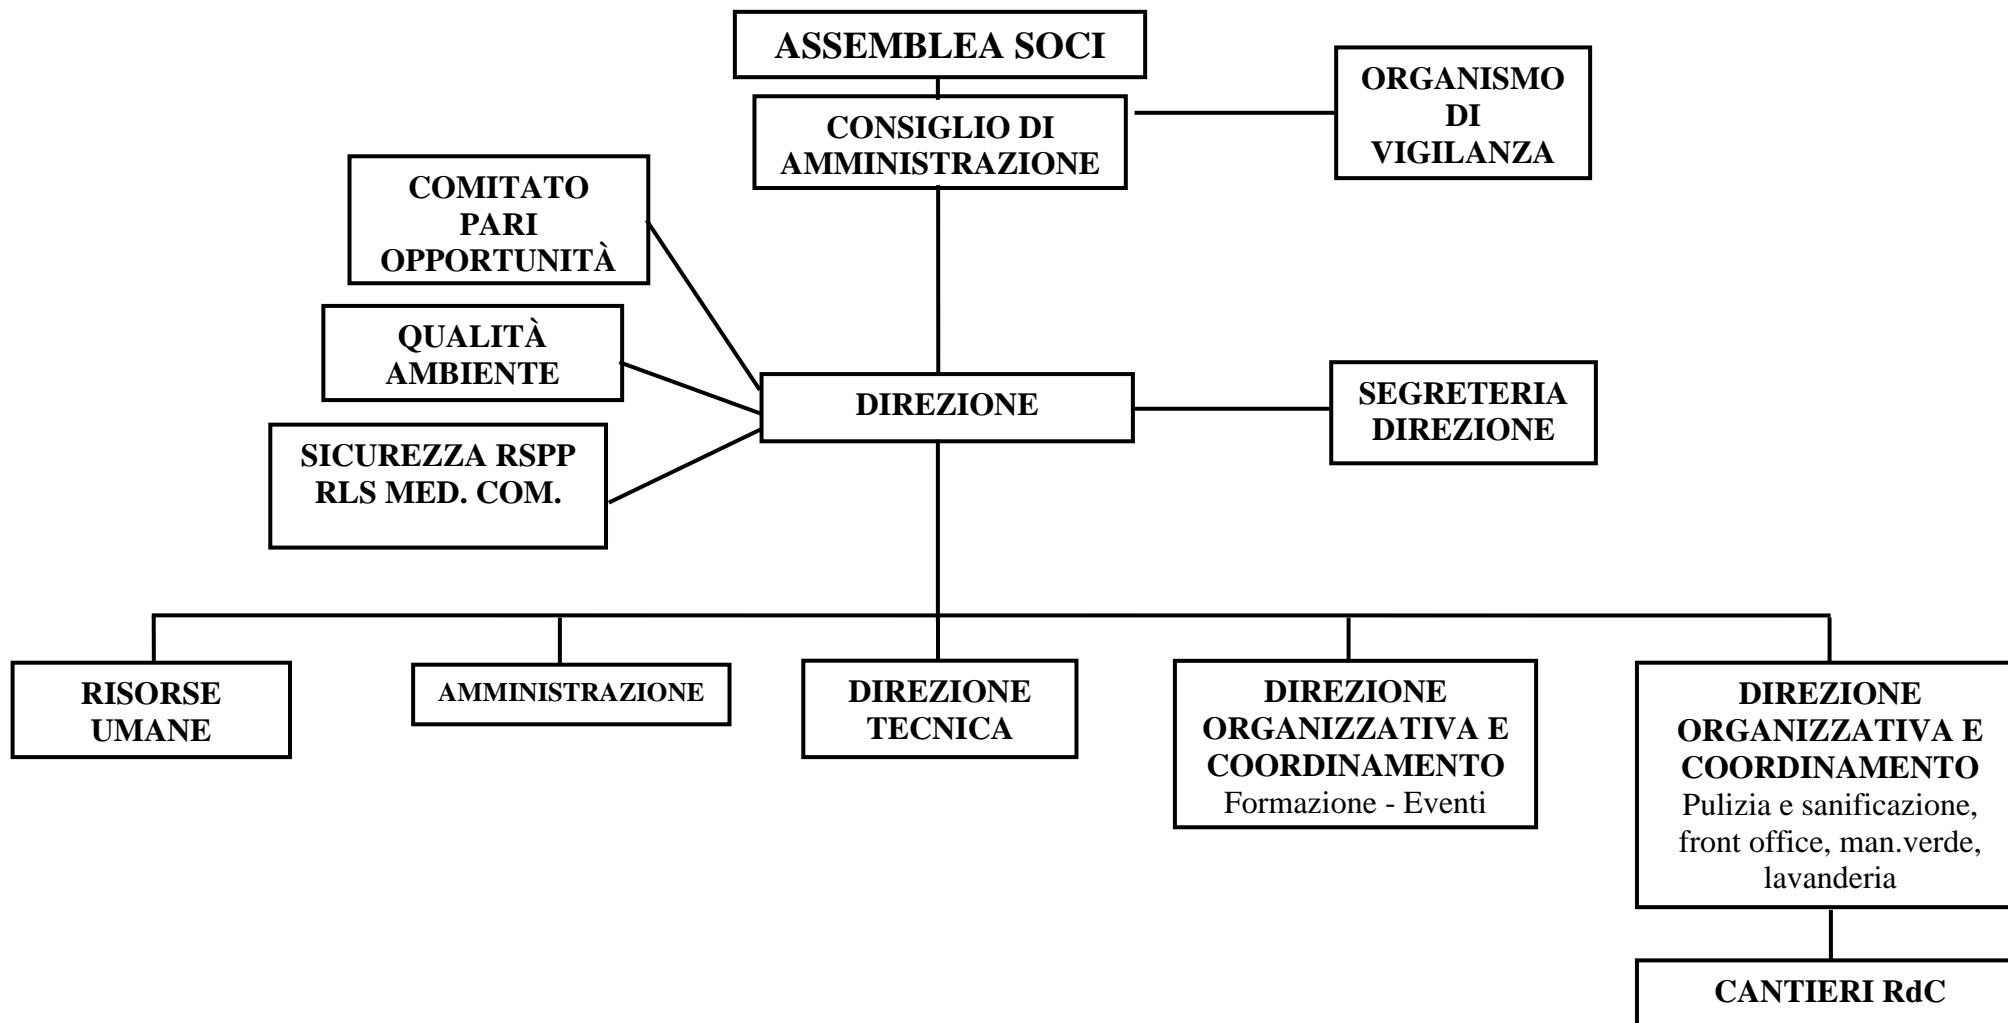 ASSEMBLEA SOCI
CONSIGLIO DI
AMMINISTRAZIONE
ORGANISMO
DI
VIGILANZA
COMITATO
PARI
OPPORTUNITÀ
QUALITÀ
AMBIENTE
SICUREZZA RSPP
RLS MED. COM.
DIREZIONE
SEGRETERIA
DIREZIONE
RISORSE
UMANE
AMMINISTRAZIONE
DIREZIONE
TECNICA
DIREZIONE
ORGANIZZATIVA E
COORDINAMENTO
Formazione - Eventi
DIREZIONE
ORGANIZZATIVA E
COORDINAMENTO
Pulizia e sanificazione,
front office, man.verde,
lavanderia
CANTIERI RdC